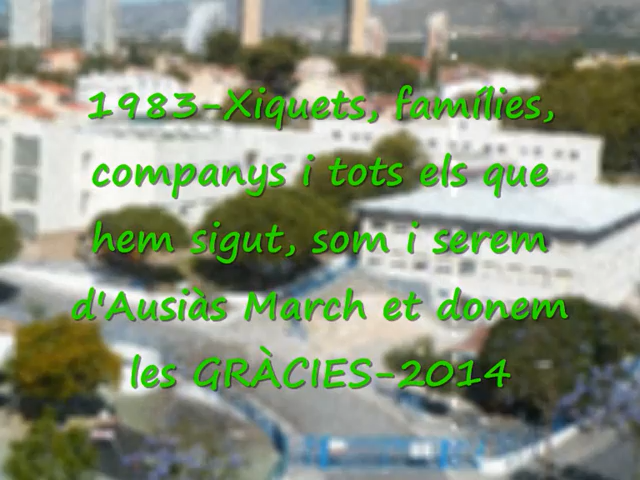 1983-Xiquets, famílies,
companys i tots els que
hem sigut, som i serem
d'Ausiàs March et donem
les GRÀCIES-2014